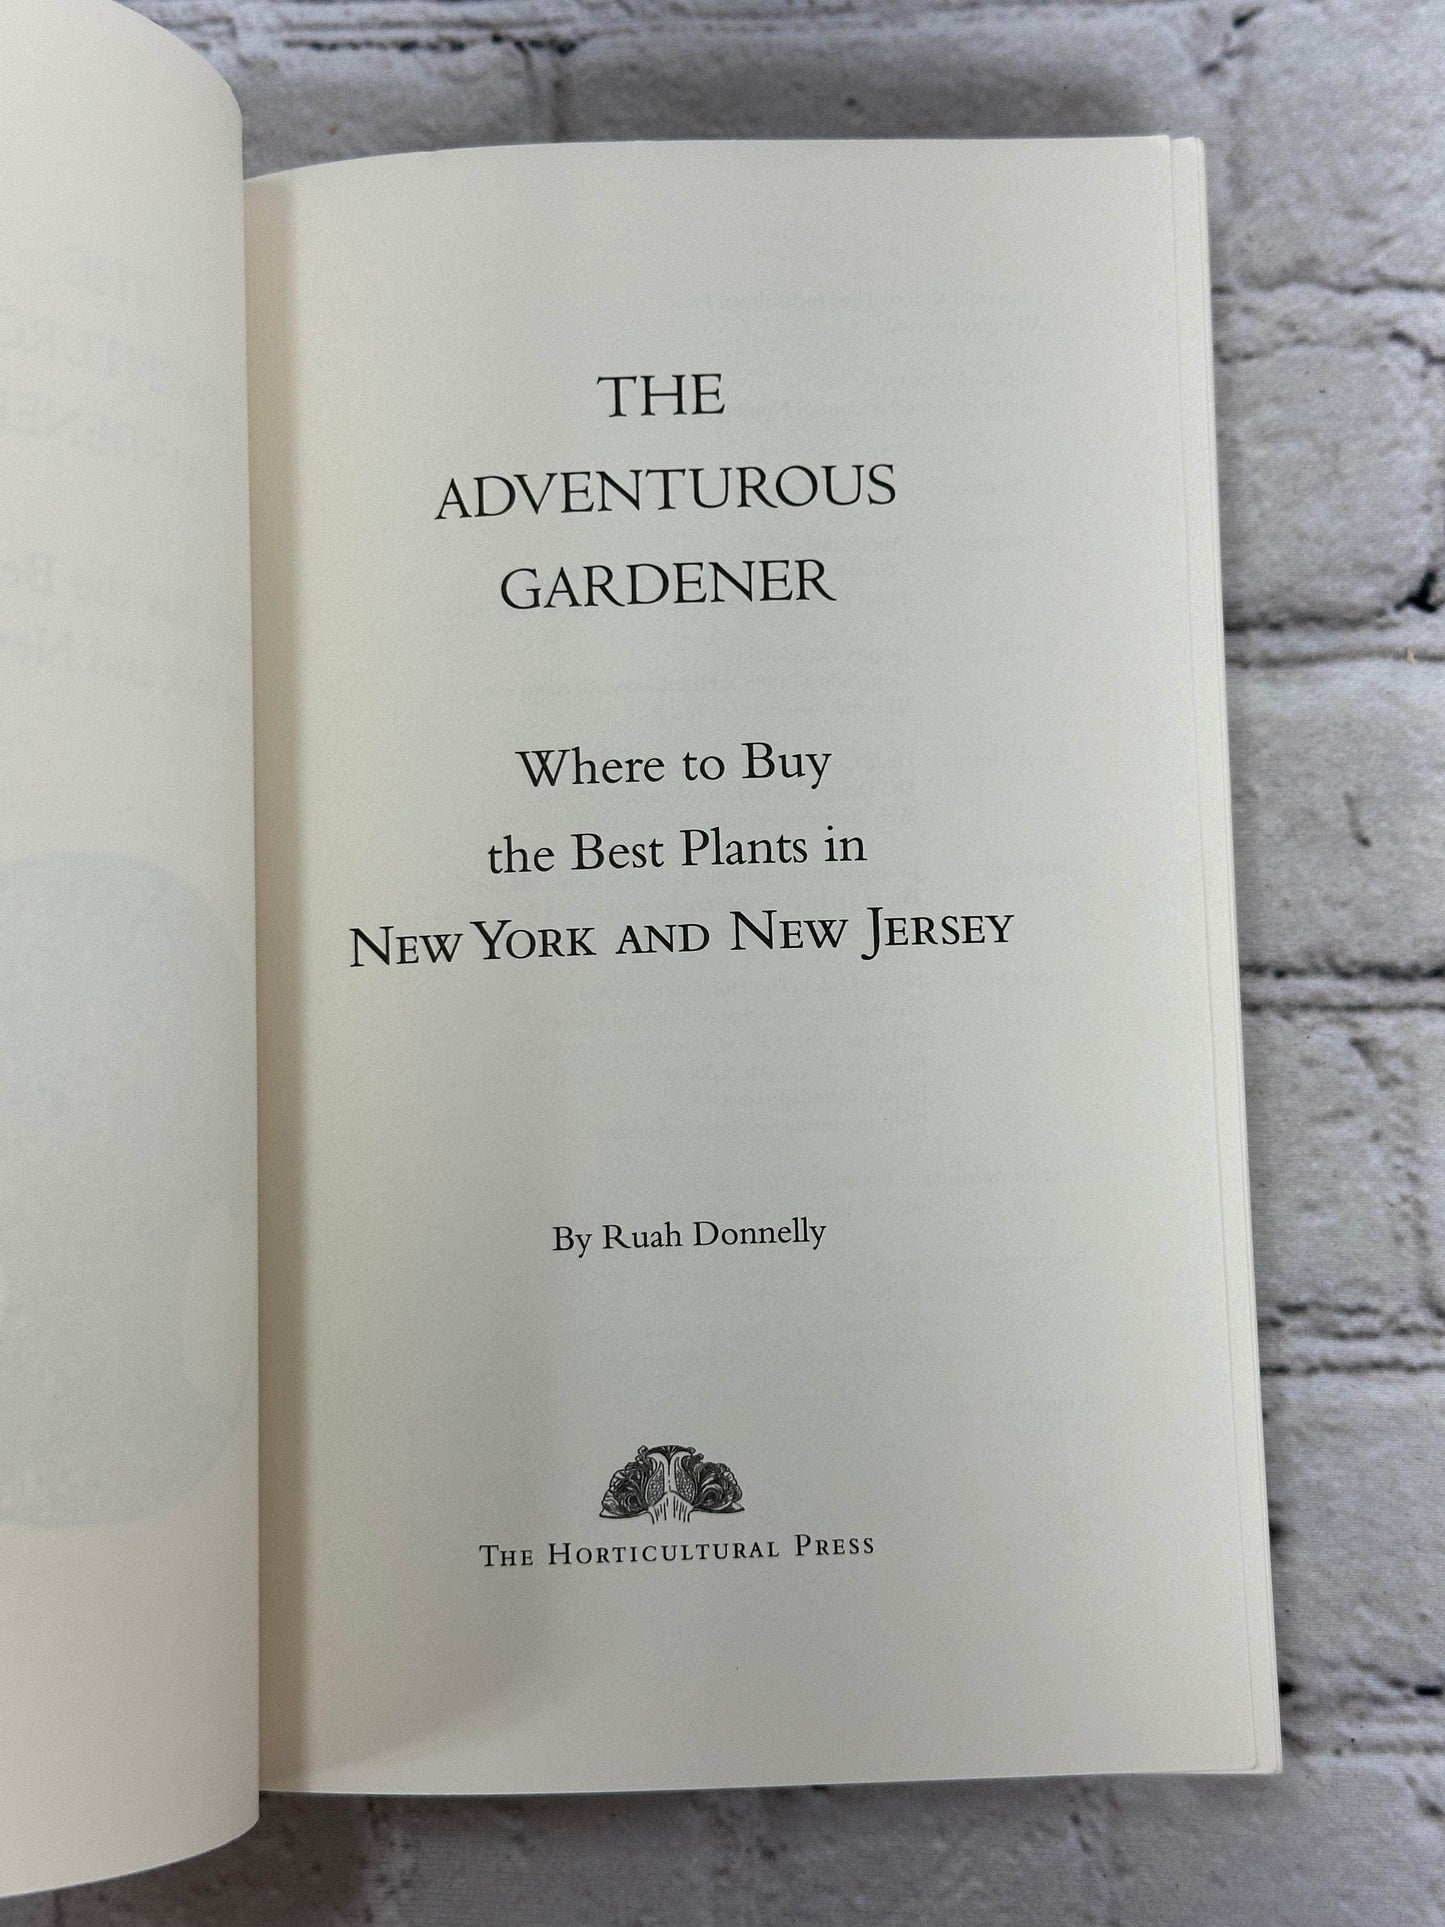 THE
ADVENTUROUS
GARDENER
Where to Buy
the Best Plants in
NEW YORK AND NEW JERSEY
By Ruah Donnelly
THE HORTICULTURAL PRESS